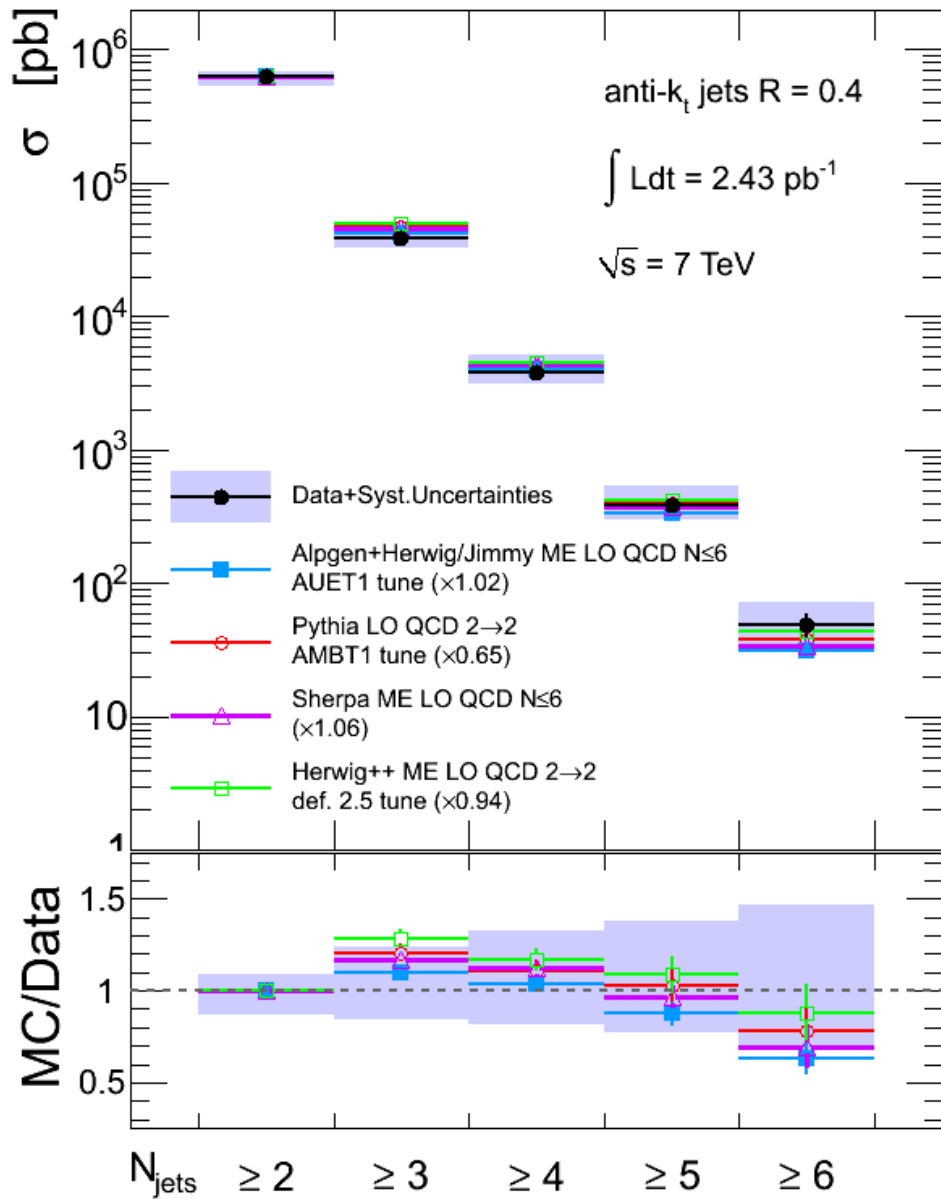 σ [pb]
10⁶
10⁵
10⁴
10³
10²
10
1
anti-kₜ jets R = 0.4
∫ Ldt = 2.43 pb⁻¹
√s = 7 TeV
Data+Syst.Uncertainties
Alpgen+Herwig/Jimmy ME LO QCD N≤6
AUET1 tune (×1.02)
Pythia LO QCD 2→2
AMBT1 tune (×0.65)
Sherpa ME LO QCD N≤6
(×1.06)
Herwig++ ME LO QCD 2→2
def. 2.5 tune (×0.94)
MC/Data
1.5
1
0.5
N_jets ≥ 2 ≥ 3 ≥ 4 ≥ 5 ≥ 6